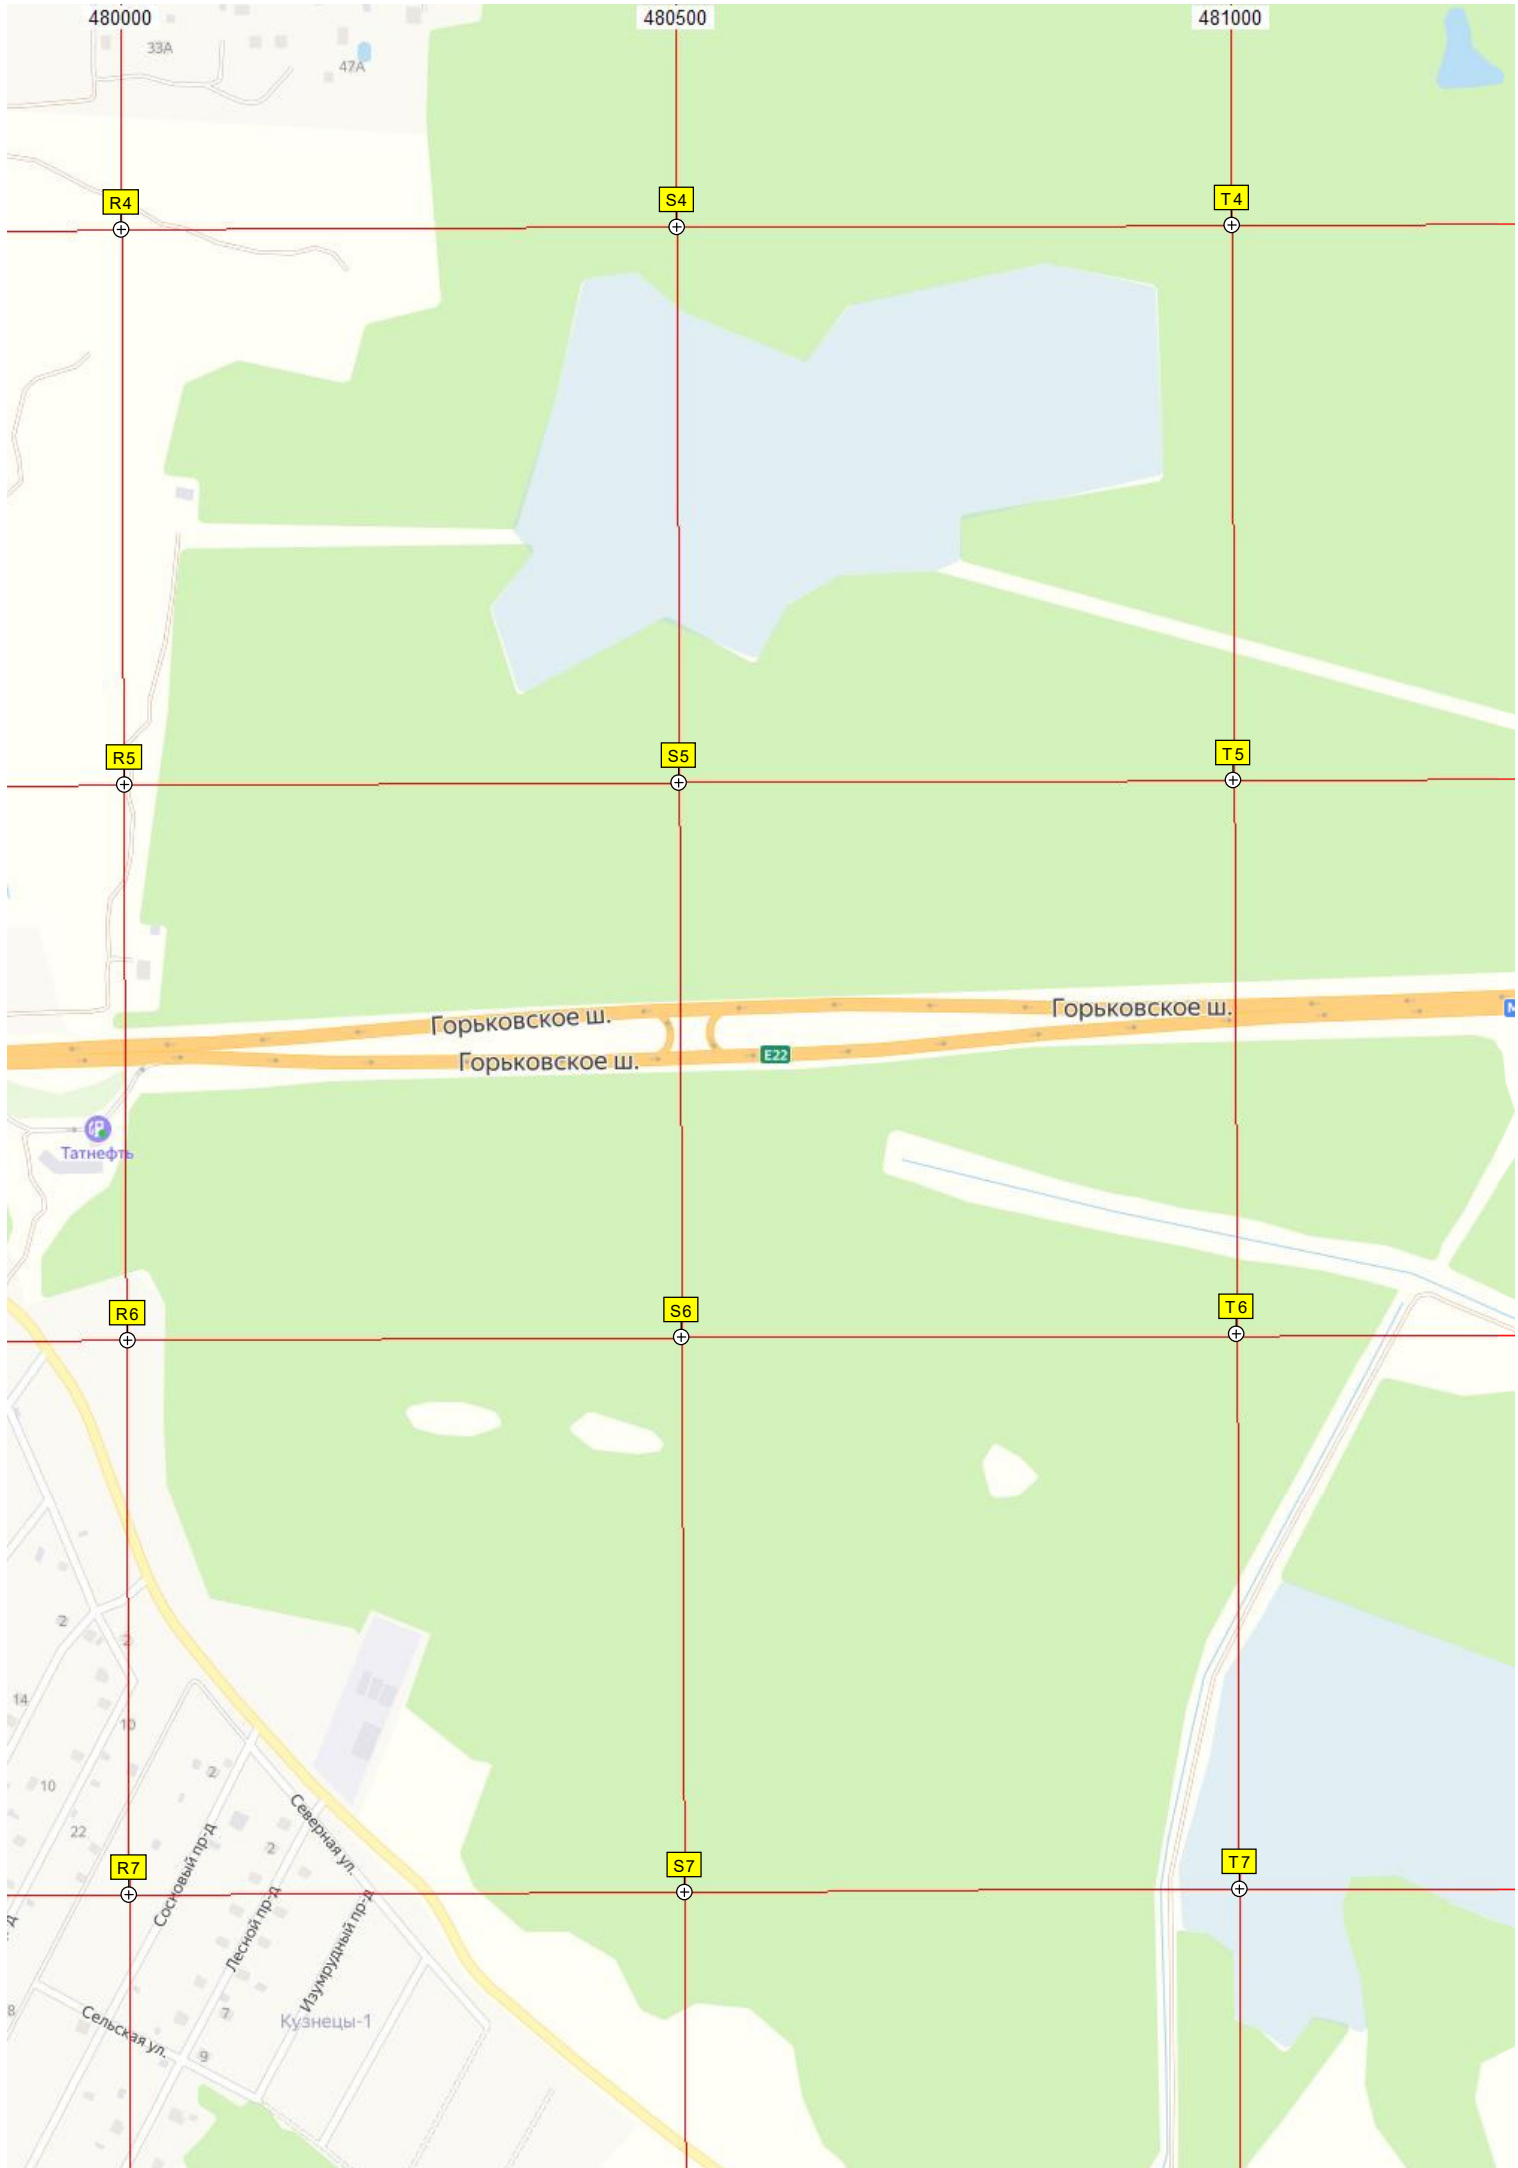 480000
480500
481000
33А
47А
R4
S4
T4
R5
S5
T5
Горьковское ш.
Горьковское ш.
Горьковское ш.
E22
Татнефть
R6
S6
T6
2
2
14
10
10
2
22
2
Северная ул.
R7
S7
T7
Сосновый пр-д
Лесной пр-д
Изумрудный пр-д
8
7
Кузнецы-1
Сельская ул.
9